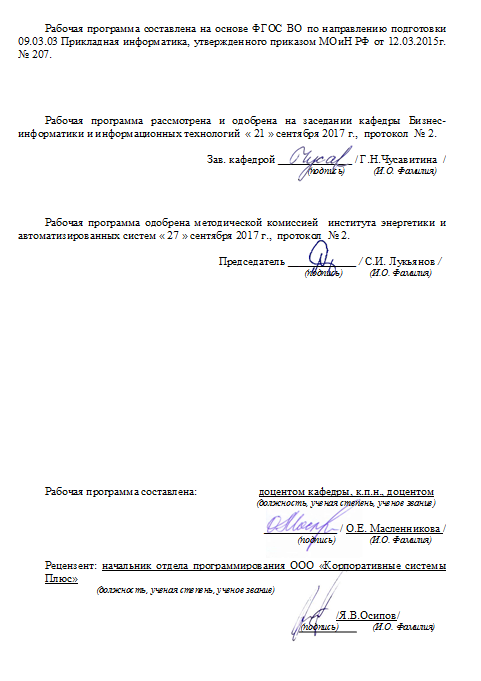 Рабочая программа составлена на основе ФГОС ВО по направлению подготовки
09.03.03 Прикладная информатика, утвержденного приказом МОиН РФ от 12.03.2015г.
№ 207.
Рабочая программа рассмотрена и одобрена на заседании кафедры Бизнес-
информатики и информационных технологий « 21 » сентября 2017 г., протокол № 2.
Зав. кафедрой / Г.Н.Чусавитина /
(подпись) (И.О. Фамилия)
Рабочая программа одобрена методической комиссией института энергетики и
автоматизированных систем « 27 » сентября 2017 г., протокол № 2.
Председатель / С.И. Лукьянов /
(подпись) (И.О. Фамилия)
Рабочая программа составлена: доцентом кафедры, к.п.н., доцентом
(должность, ученая степень, ученое звание)
/ О.Е. Масленникова /
(подпись) (И.О. Фамилия)
Рецензент: начальник отдела программирования ООО «Корпоративные системы
Плюс»
(должность, ученая степень, ученое звание)
/Я.В.Осипов/
(подпись) (И.О. Фамилия)